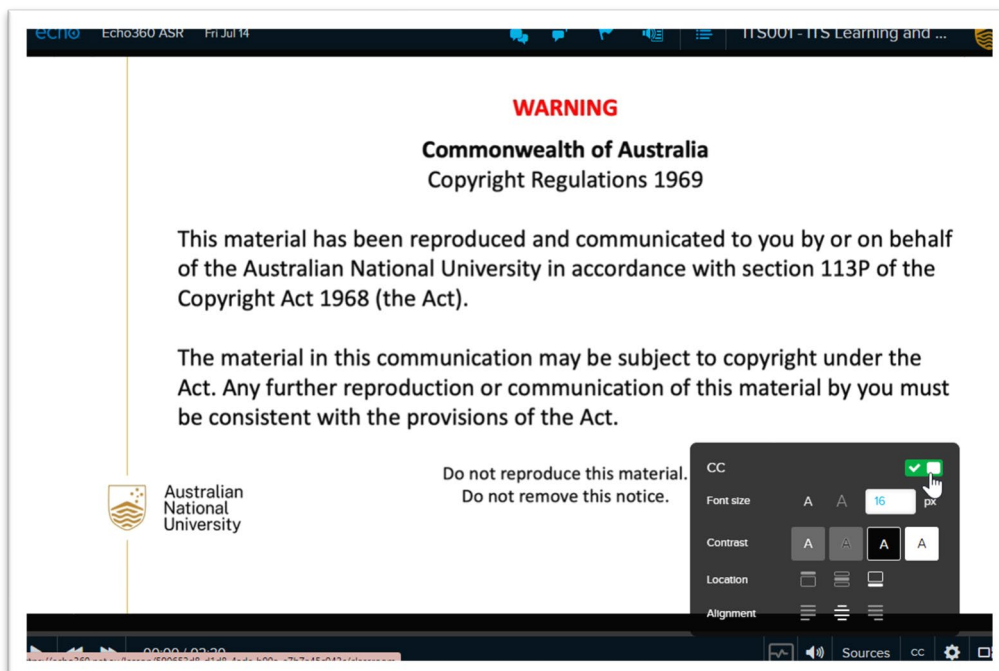 echo Echo360 ASR Fri Jul 14 ITS001 - ITS Learning and ...
WARNING
Commonwealth of Australia
Copyright Regulations 1969
This material has been reproduced and communicated to you by or on behalf
of the Australian National University in accordance with section 113P of the
Copyright Act 1968 (the Act).
The material in this communication may be subject to copyright under the
Act. Any further reproduction or communication of this material by you must
be consistent with the provisions of the Act.
Do not reproduce this material.
Do not remove this notice.
Australian
National
University
CC
Font size A A 16 px
Contrast A A A A
Location
Alignment
00:00 / 02:20 Sources CC